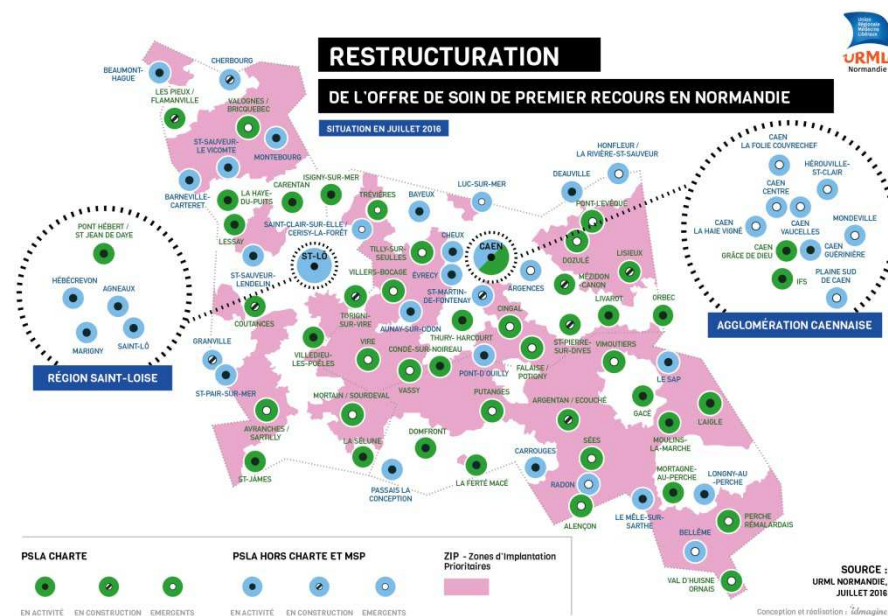 RESTRUCTURATION
DE L'OFFRE DE SOIN DE PREMIER RECOURS EN NORMANDIE
SITUATION EN JUILLET 2016
Union
Régionale
Médecins
Libéraux
URML
Normandie
BEAUMONT-
HAGUE
CHERBOURG
LES PIEUX /
FLAMANVILLE
VALOGNES /
BRICQUEBEC
ST-SAUVEUR-
LE VICOMTE
MONTEBOURG
BARNEVILLE-
CARTERET
LA HAYE-
DU-PUITS
CARENTAN
ISIGNY-SUR-MER
LESSAY
TRÉVIÈRES
BAYEUX
LUC-SUR-MER
DEAUVILLE
HONFLEUR /
LA RIVIÈRE-ST-SAUVEUR
SAINT-CLAIR-SUR-ELLE /
CERISY-LA-FORÊT
TILLY-SUR-
SEULLES
CHEUX
CAEN
PONT-L'EVÊQUE
DOZULÉ
LISIEUX
ST-LÔ
ST-SAUVEUR-
LENDELIN
VILLERS-BOCAGE
ÉVRECY
ST-MARTIN-
DE-FONTENAY
ARGENCES
MÉZIDON
-CANON
LIVAROT
ORBEC
COUTANCES
TORIGNI
-SUR-VIRE
AUNAY-SUR-ODON
THURY-HARCOURT
CINGAL
ST-PIERRE
-SUR-DIVES
VIMOUTIERS
GRANVILLE
VILLEDIEU
-LES-POÊLES
VIRE
CONDÉ-SUR-NOIREAU
PONT-D'OUILLY
FALAISE /
POTIGNY
LE SAP
ST-PAIR-SUR-MER
VASSY
MORTAIN / SOURDEVAL
PUTANGES
ARGENTAN / ECOUCHÉ
GACÉ
L'AIGLE
AVRANCHES /
SARTILLY
LA SÉLUNE
DOMFRONT
CARROUGES
SÉES
MOULINS-
LA-MARCHE
ST-JAMES
PASSAIS LA
CONCEPTION
LA FERTÉ MACÉ
RADON
MORTAGNE-
AU-PERCHE
LONGNY-AU
-PERCHE
ALENÇON
LE MÊLE-SUR-
SARTHE
PERCHE
RÉMALARDAIS
BELLÊME
VAL D'HUISNE
ORNAIS
PONT HÉBERT /
ST JEAN DE DAYE
HÉBÉCREVON
AGNEAUX
MARIGNY
SAINT-LÔ
RÉGION SAINT-LOISE
CAEN
LA FOLIE COUVRECHEF
CAEN
CENTRE
HÉROUVILLE
-ST-CLAIR
CAEN
LA HAIE VIGNÉ
CAEN
VAUCELLES
MONDEVILLE
CAEN
GRÂCE DE DIEU
CAEN
GUÉRINIÈRE
IFS
PLAINE SUD
DE CAEN
AGGLOMÉRATION CAENNAISE
PSLA CHARTE
EN ACTIVITÉ
EN CONSTRUCTION
EMERGENTS
PSLA HORS CHARTE ET MSP
EN ACTIVITÉ
EN CONSTRUCTION
EMERGENTS
ZIP - Zones d'Implantation
Prioritaires
SOURCE :
URML NORMANDIE,
JUILLET 2016
Conception et réalisation : idmagine